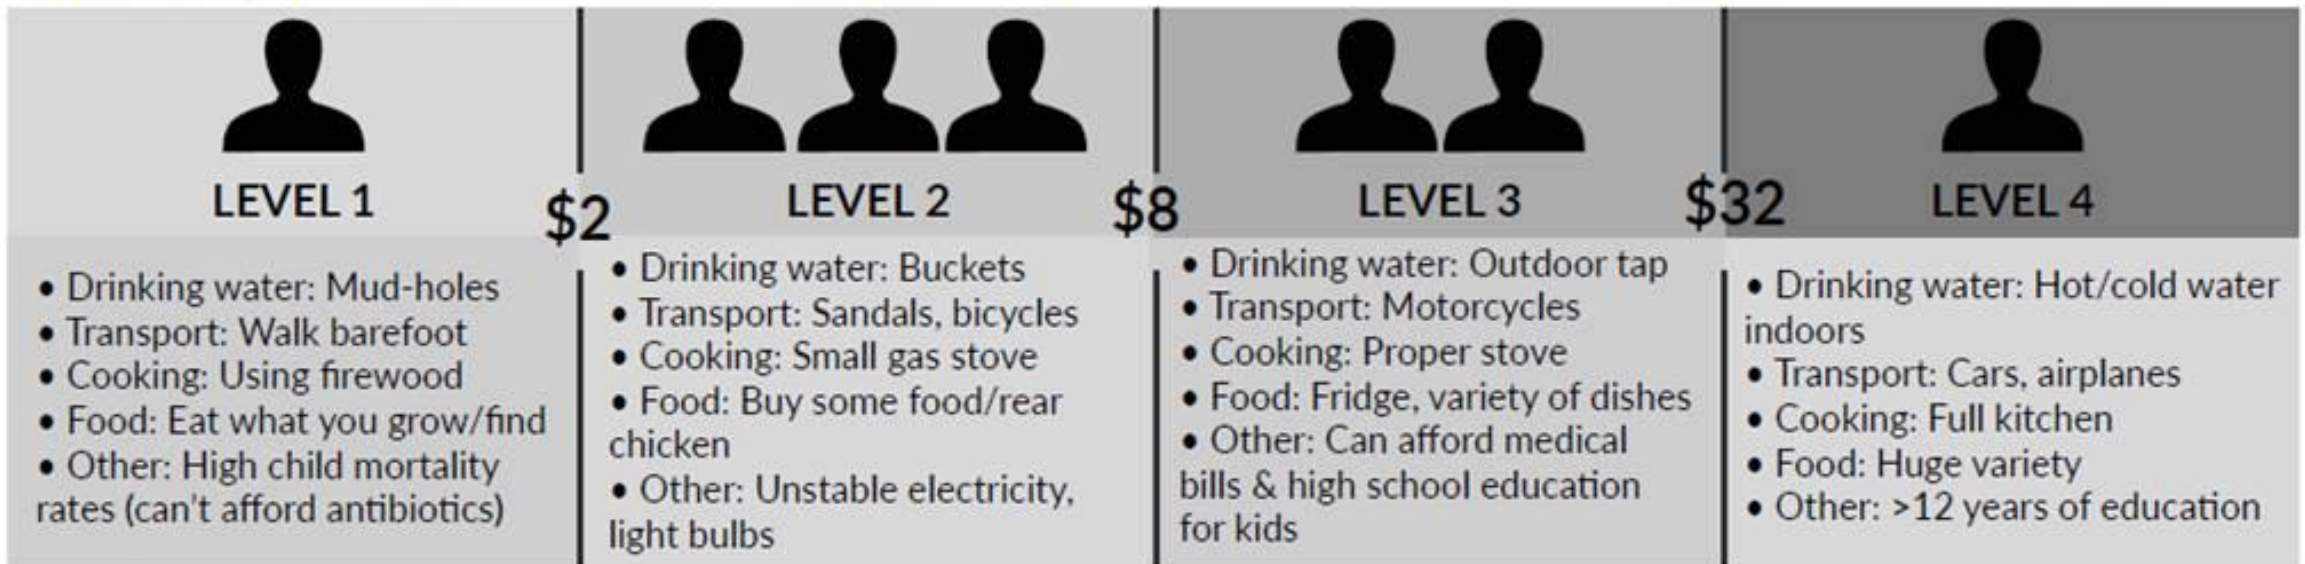 LEVEL 1
• Drinking water: Mud-holes
• Transport: Walk barefoot
• Cooking: Using firewood
• Food: Eat what you grow/find
• Other: High child mortality
rates (can't afford antibiotics)
$2
LEVEL 2
• Drinking water: Buckets
• Transport: Sandals, bicycles
• Cooking: Small gas stove
• Food: Buy some food/rear
chicken
• Other: Unstable electricity,
light bulbs
$8
LEVEL 3
• Drinking water: Outdoor tap
• Transport: Motorcycles
• Cooking: Proper stove
• Food: Fridge, variety of dishes
• Other: Can afford medical
bills & high school education
for kids
$32
LEVEL 4
• Drinking water: Hot/cold water
indoors
• Transport: Cars, airplanes
• Cooking: Full kitchen
• Food: Huge variety
• Other: >12 years of education